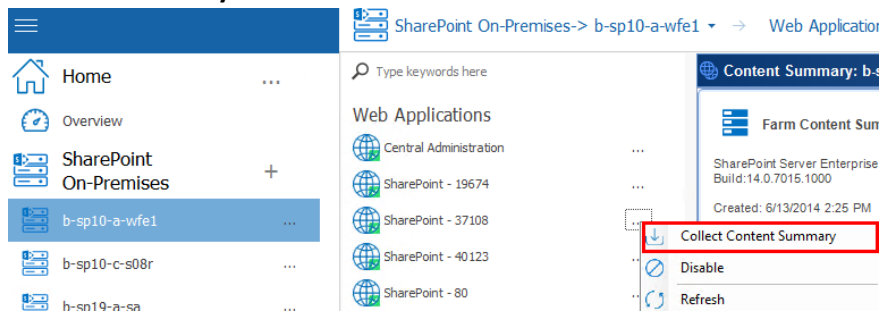 SharePoint On-Premises-> b-sp10-a-wfe1 → Web Application
Home ...
Overview
SharePoint
On-Premises +
b-sp10-a-wfe1 ...
b-sp10-c-s08r ...
b-sp19-a-sa ...
Type keywords here
Web Applications
Central Administration ...
SharePoint - 19674 ...
SharePoint - 37108 ...
SharePoint - 40123
SharePoint - 80
Content Summary: b-s
Farm Content Sum
SharePoint Server Enterprise
Build:14.0.7015.1000
Created: 6/13/2014 2:25 PM
Collect Content Summary
Disable
Refresh